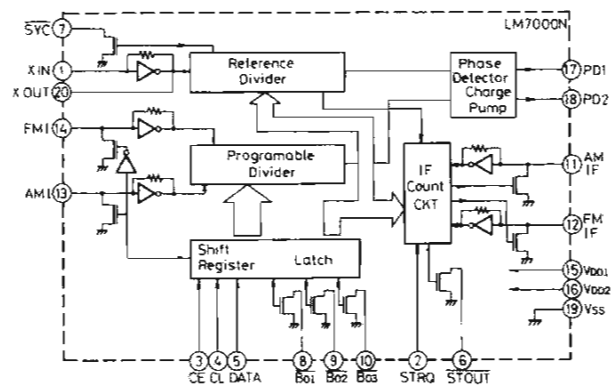 LM7000N
SYC 7
XIN 1
XOUT 20
FMI 14
AMI 13
Reference
Divider
Programable
Divider
Shift
Register
Latch
Phase
Detector
Charge
Pump
IF
Count
CKT
17 PD1
18 PD2
11 AM
IF
12 FM
IF
15 VDD1
16 VDD2
19 VSS
3 4 5 8 9 10 2 6
CE CL DATA BO1 BO2 BO3 STRQ STOUT